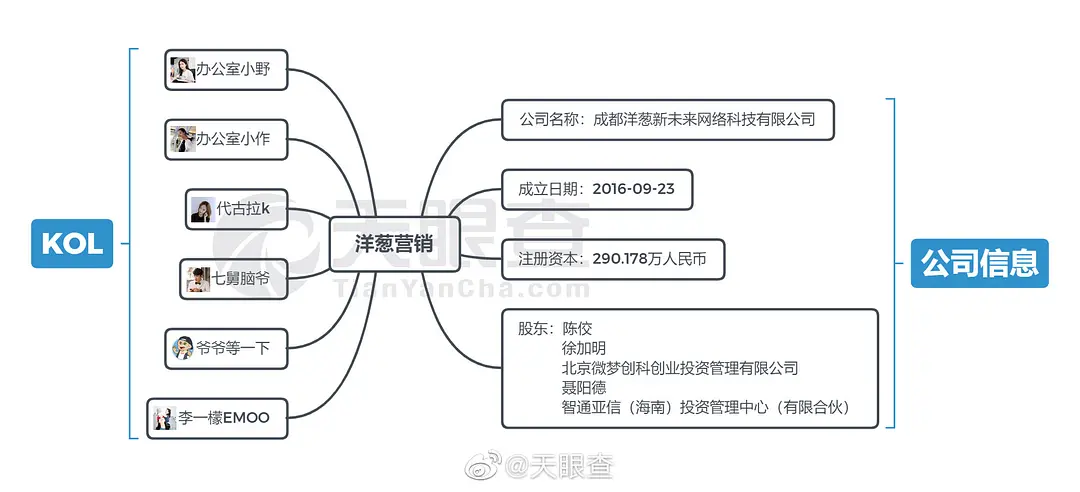 KOL
办公室小野
办公室小作
代古拉k
七舅脑爷
爷爷等一下
李一檬EMOO
洋葱营销
公司名称：成都洋葱新未来网络科技有限公司
成立日期：2016-09-23
注册资本：290.178万人民币
股东：陈佼
徐加明
北京微梦创科创业投资管理有限公司
聂阳德
智通亚信（海南）投资管理中心（有限合伙）
公司信息
天眼查
TianYanCha.com
@天眼查